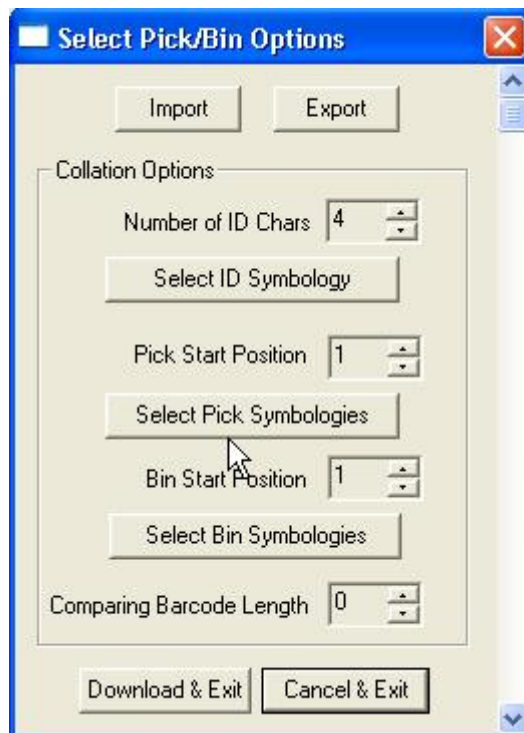 Select Pick/Bin Options
Import Export
Collation Options
Number of ID Chars 4
Select ID Symbology
Pick Start Position 1
Select Pick Symbologies
Bin Start Position 1
Select Bin Symbologies
Comparing Barcode Length 0
Download & Exit Cancel & Exit